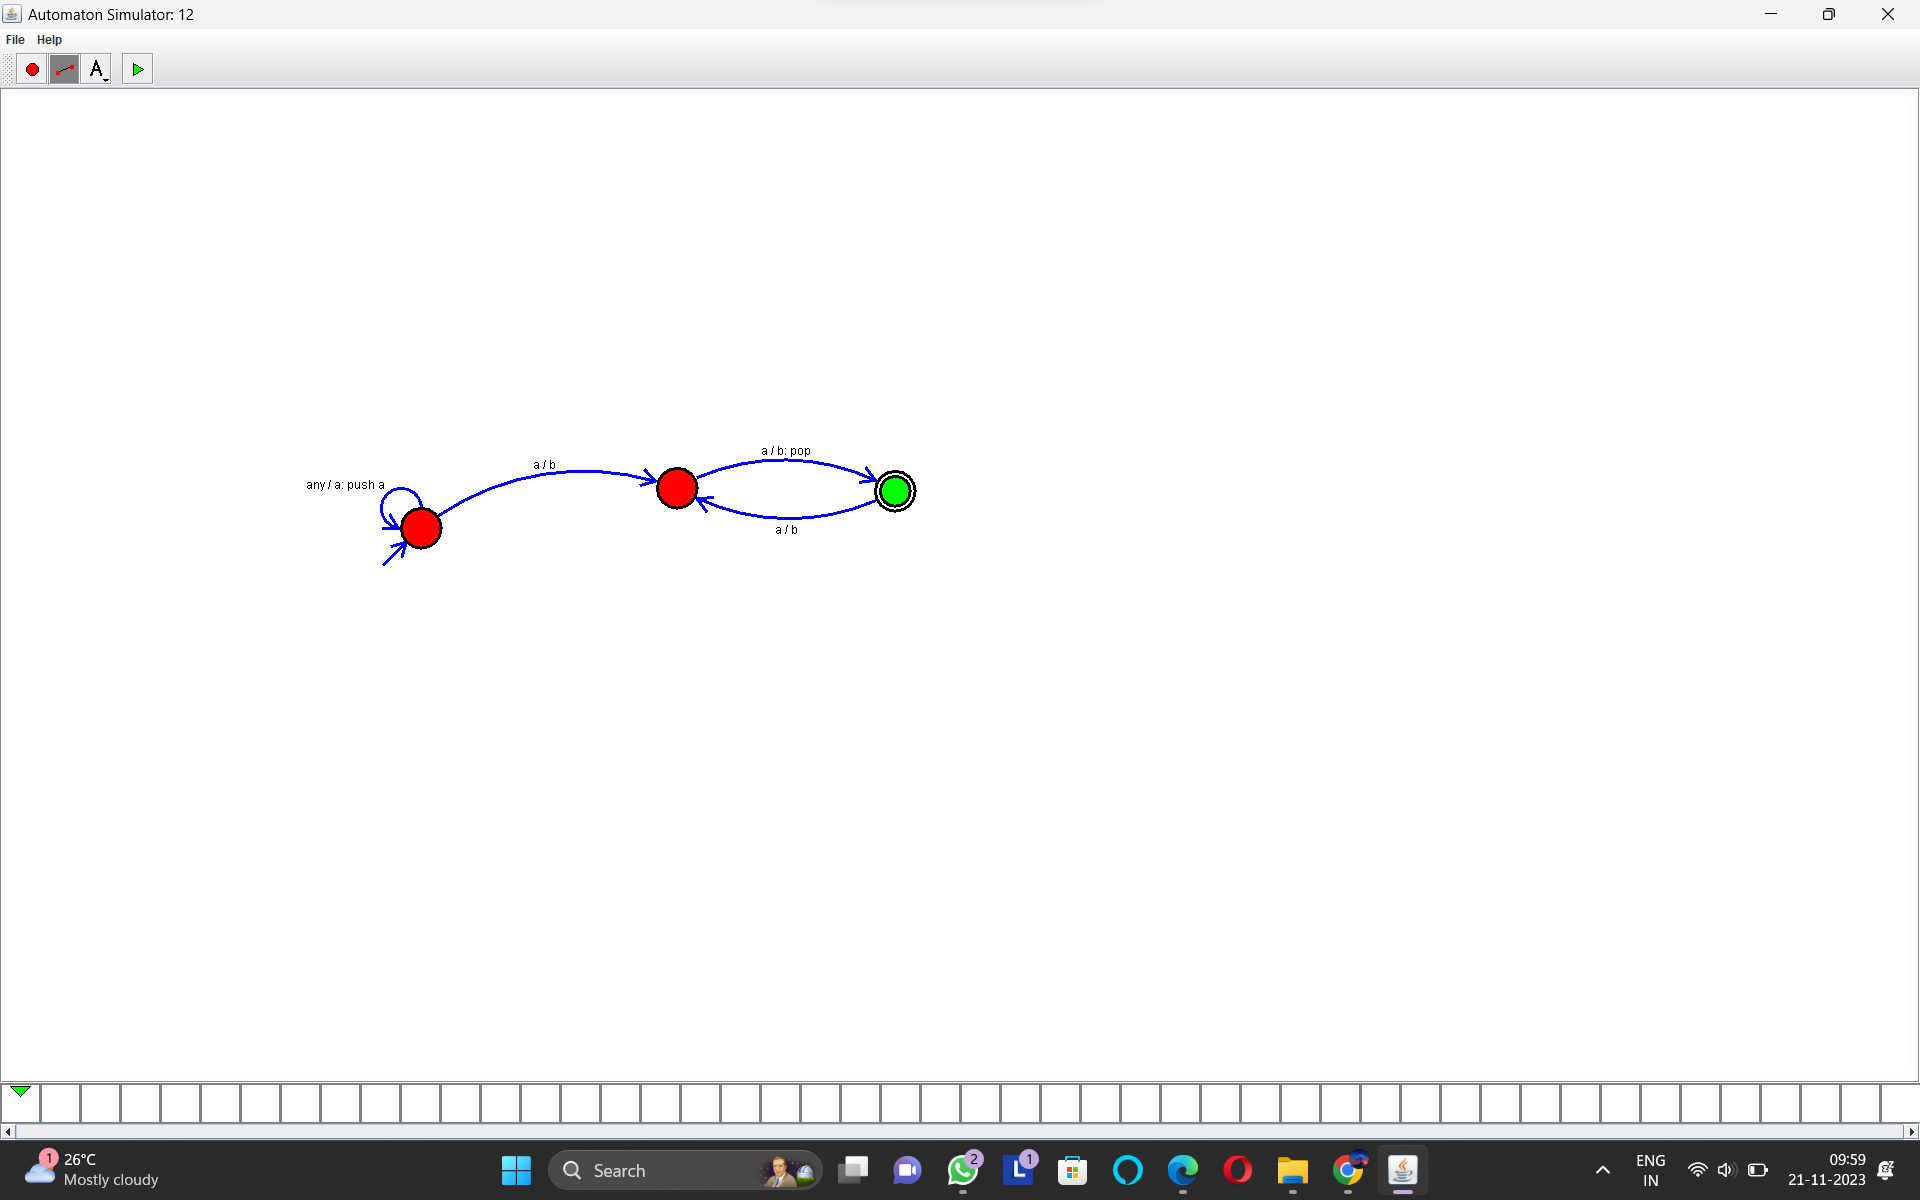 Automaton Simulator: 12
File Help
A
a / b: pop
a / b
any / a: push a
a / b
1
26°C
Mostly cloudy
Search
2
L 1
ENG
IN
09:59
21-11-2023